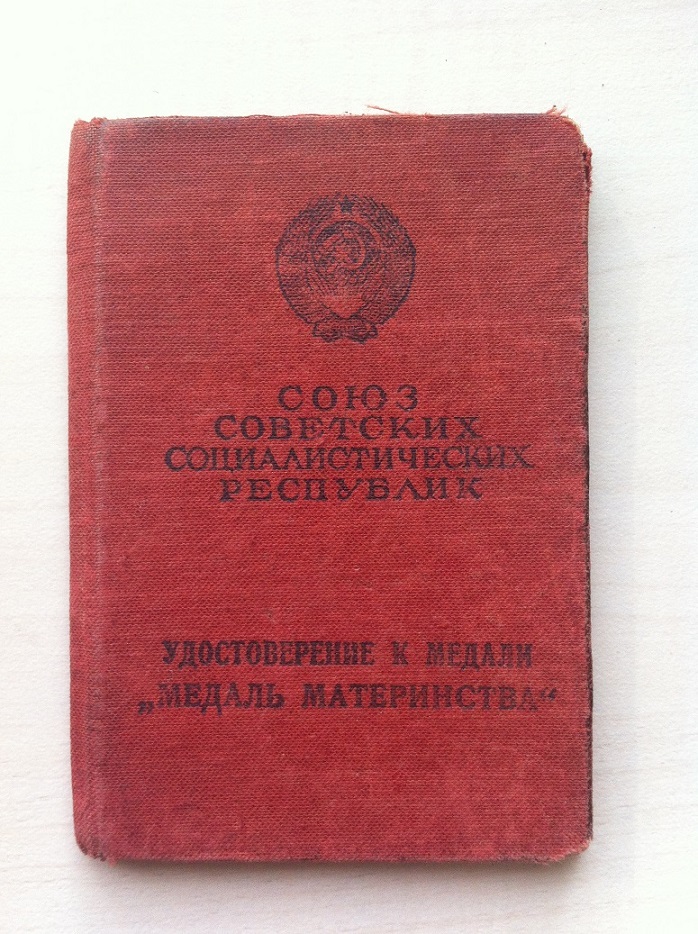 СОЮЗ
СОВЕТСКИХ
СОЦИАЛИСТИЧЕСКИХ
РЕСПУБЛИК
УДОСТОВЕРЕНИЕ К МЕДАЛИ
„МЕДАЛЬ МАТЕРИНСТВА“